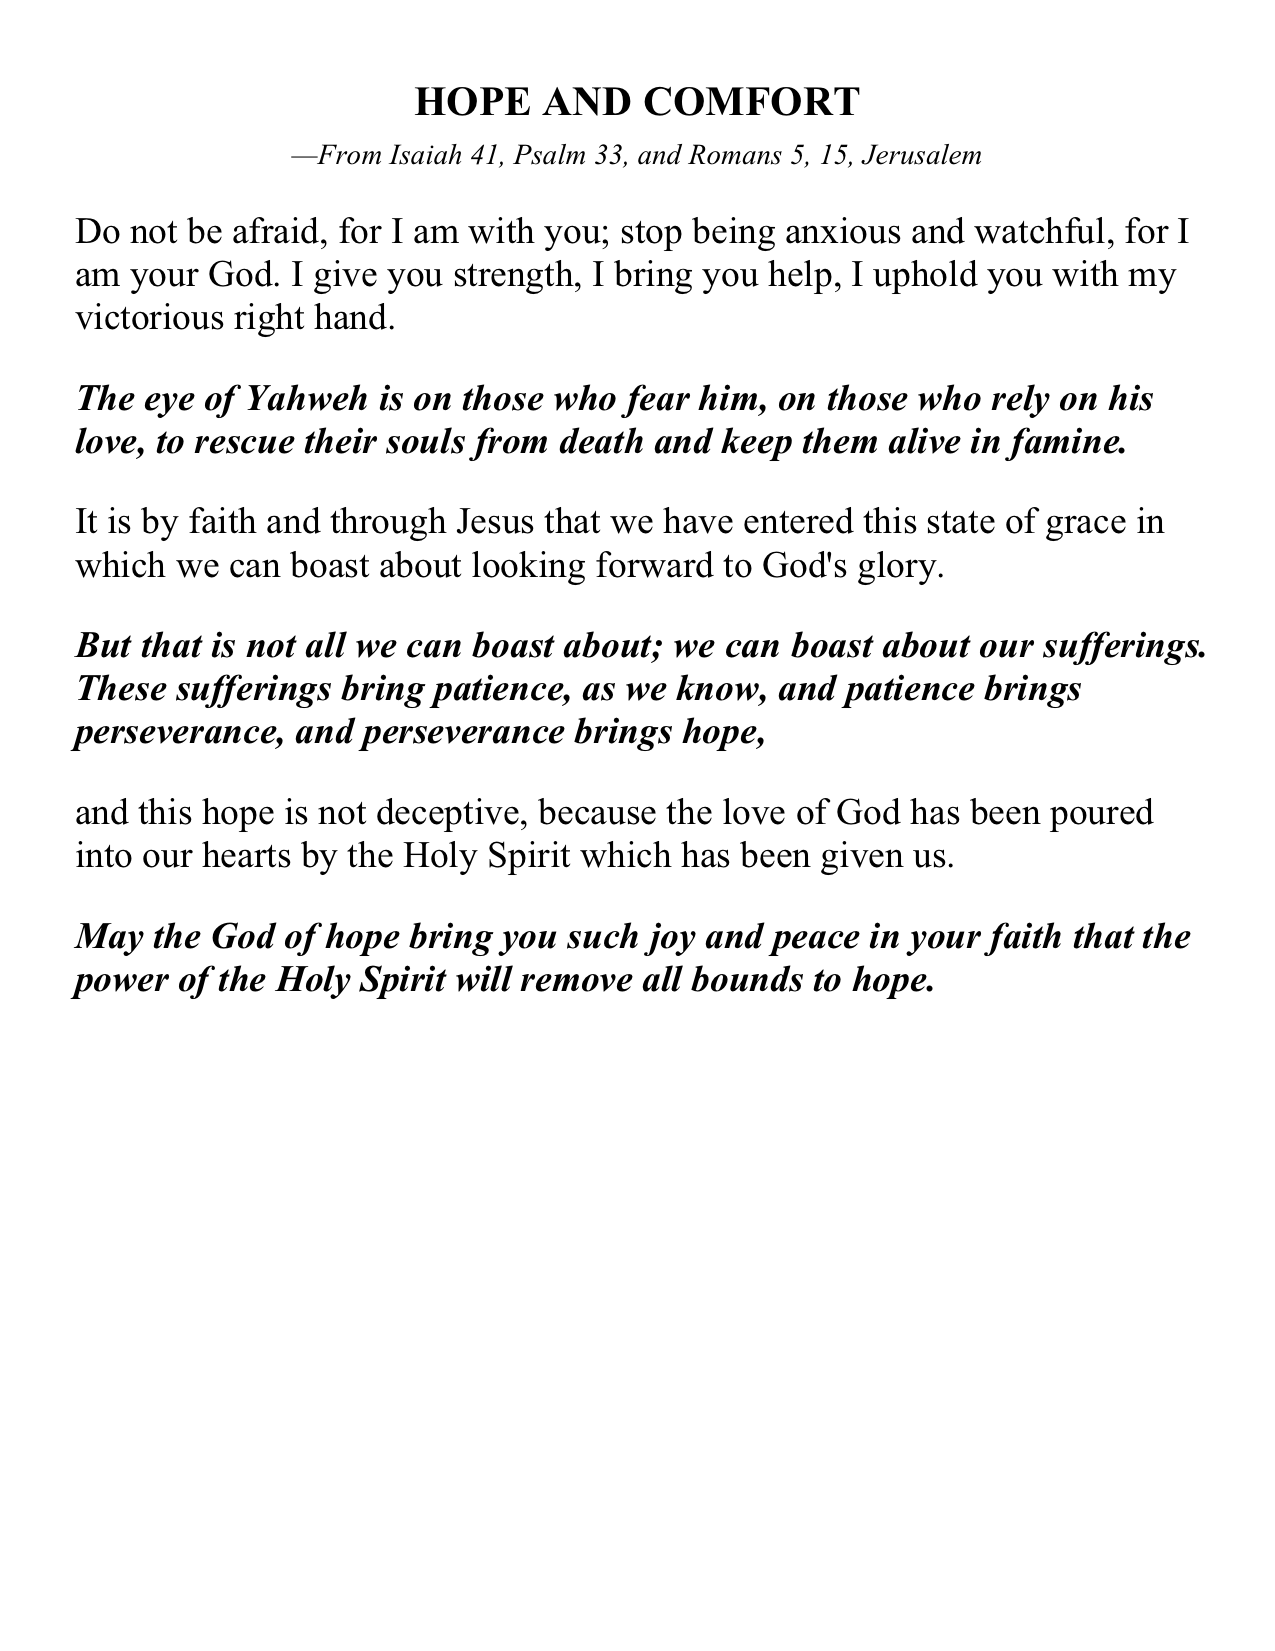 HOPE AND COMFORT
—From Isaiah 41, Psalm 33, and Romans 5, 15, Jerusalem
Do not be afraid, for I am with you; stop being anxious and watchful, for I
am your God. I give you strength, I bring you help, I uphold you with my
victorious right hand.
The eye of Yahweh is on those who fear him, on those who rely on his
love, to rescue their souls from death and keep them alive in famine.
It is by faith and through Jesus that we have entered this state of grace in
which we can boast about looking forward to God's glory.
But that is not all we can boast about; we can boast about our sufferings.
These sufferings bring patience, as we know, and patience brings
perseverance, and perseverance brings hope,
and this hope is not deceptive, because the love of God has been poured
into our hearts by the Holy Spirit which has been given us.
May the God of hope bring you such joy and peace in your faith that the
power of the Holy Spirit will remove all bounds to hope.